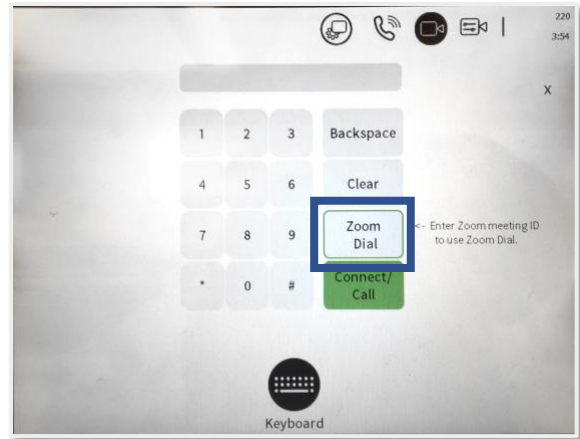 220
3:54
X
1 2 3 Backspace
4 5 6 Clear
7 8 9 Zoom
Dial
<- Enter Zoom meeting ID
to use Zoom Dial.
* 0 # Connect/
Call
Keyboard